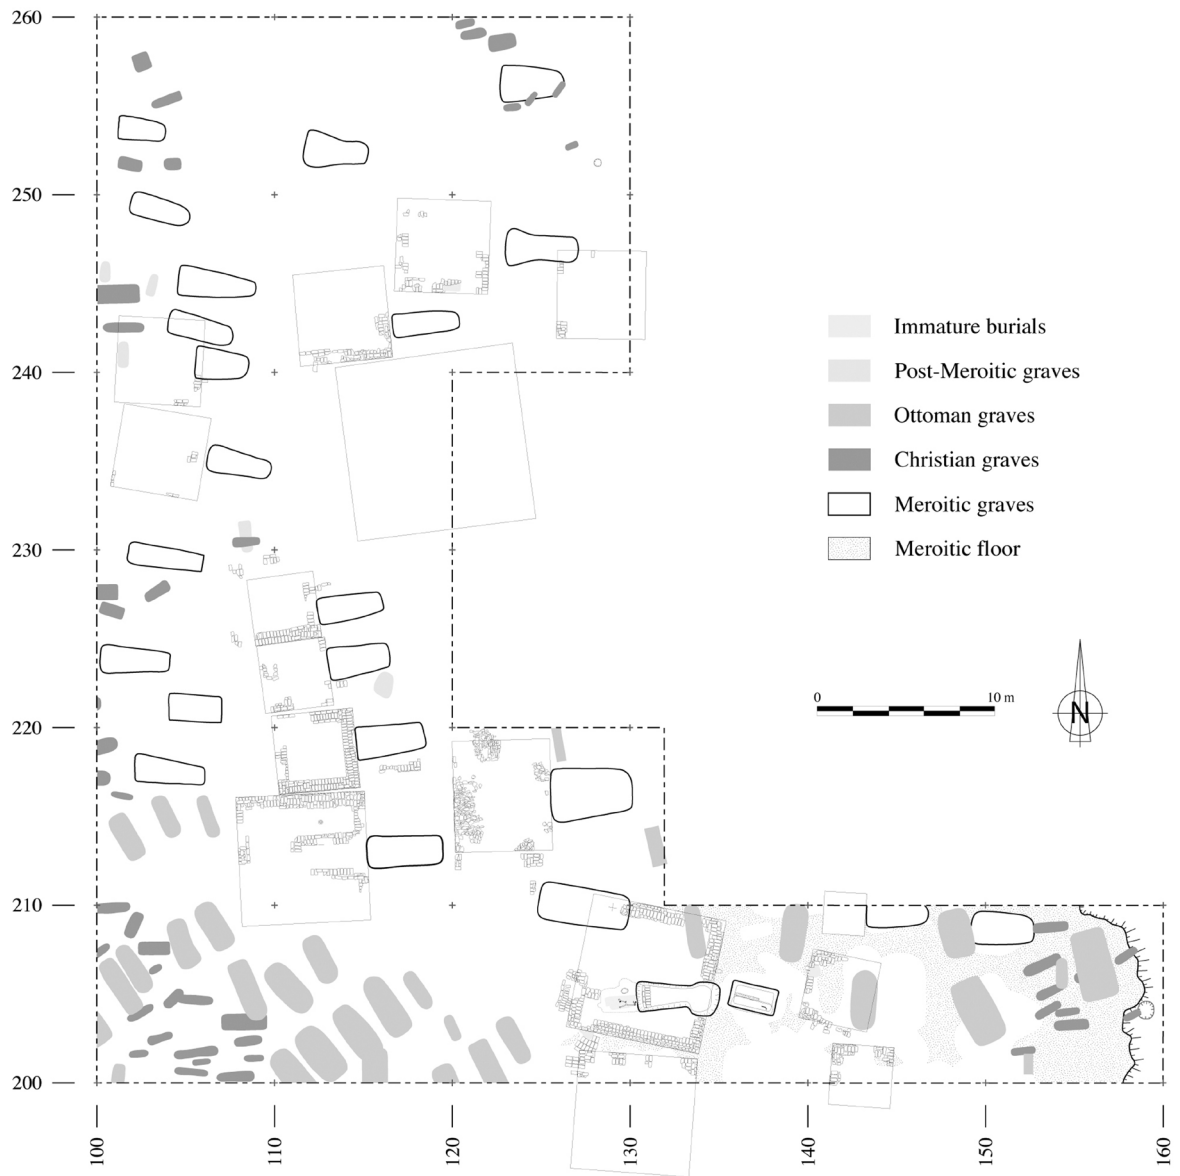 260
250
240
230
220
210
200
Immature burials
Post-Meroitic graves
Ottoman graves
Christian graves
Meroitic graves
Meroitic floor
0 10 m
N
100 110 120 130 140 150 160